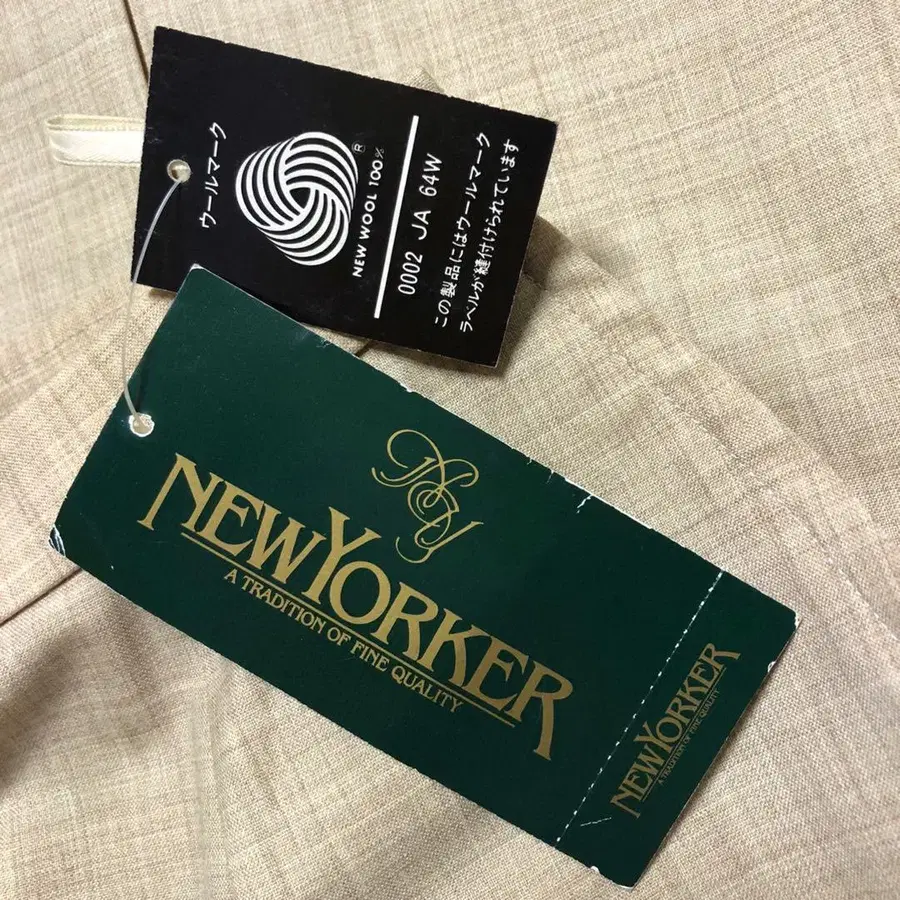 ウールマーク
®
NEW WOOL 100%
0002 JA 64W
この製品にはウールマーク
ラベルが縫付けられています
NY
NEWYORKER
A TRADITION OF FINE QUALITY
NEWYORKER
A TRADITION OF FINE QUALITY